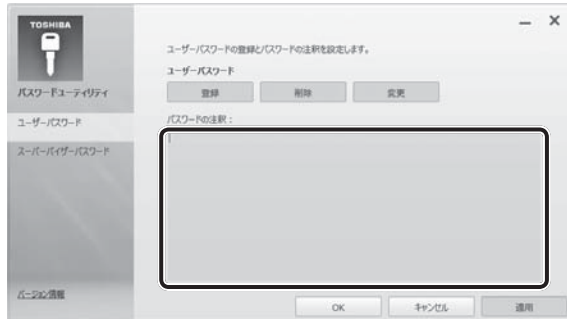 TOSHIBA
パスワードユーティリティ
ユーザーパスワード
スーパーバイザーパスワード
バージョン情報
ユーザーパスワードの登録とパスワードの注釈を設定します。
ユーザーパスワード
登録 削除 変更
パスワードの注釈：
OK キャンセル 適用